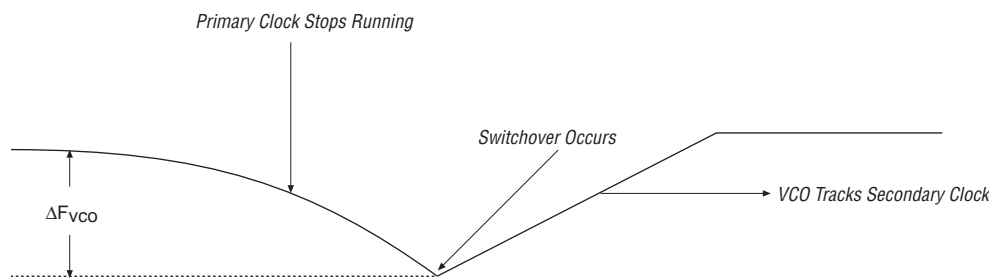 Primary Clock Stops Running
Switchover Occurs
VCO Tracks Secondary Clock
ΔFVCO